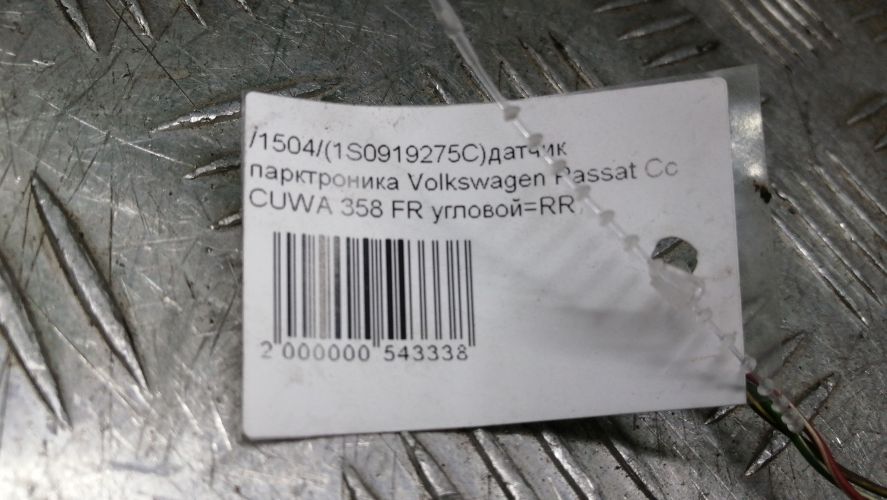 /1504/(1S0919275C)датчик
парктроника Volkswagen Passat Cc
CUWA 358 FR угловой=RR
2 000000 543338